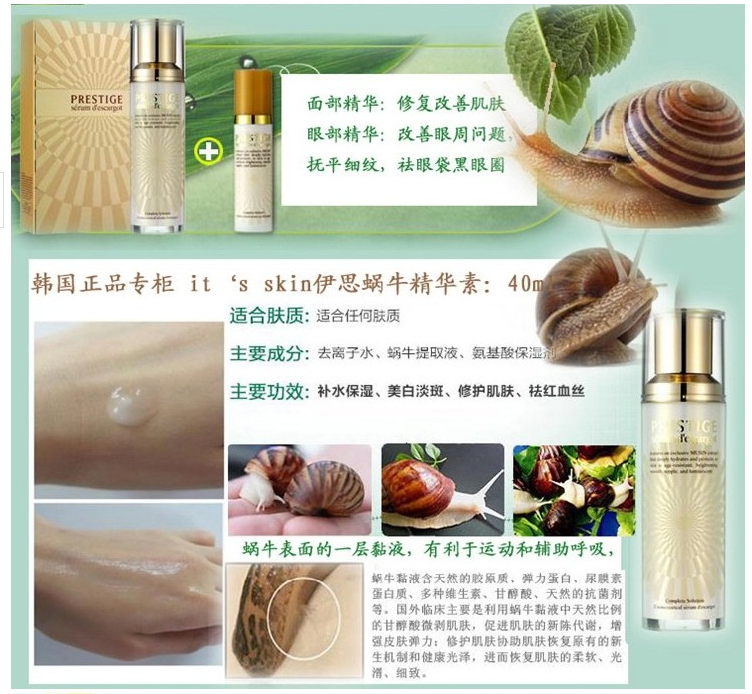 PRESTIGE
sérum d'escargot
面部精华：修复改善肌肤
眼部精华：改善眼周问题，
抚平细纹，祛眼袋黑眼圈
韩国正品专柜 it ‘s skin伊思蜗牛精华素：40m
适合肤质：适合任何肤质
主要成分：去离子水、蜗牛提取液、氨基酸保湿剂
主要功效：补水保湿、美白淡斑、修护肌肤、祛红血丝
PRESTIGE
sérum d'escargot
蜗牛表面的一层黏液，有利于运动和辅助呼吸，
蜗牛黏液含天然的胶原质、弹力蛋白、尿膜素
蛋白质、多种维生素、甘醇酸、天然的抗菌剂
等。国外临床主要是利用蜗牛黏液中天然比例
的甘醇酸微剥肌肤，促进肌肤的新陈代谢，增
强皮肤弹力；修护肌肤协助肌肤恢复原有的新
生机制和健康光泽，进而恢复肌肤的柔软、光
滑、细致。
Complete Solution